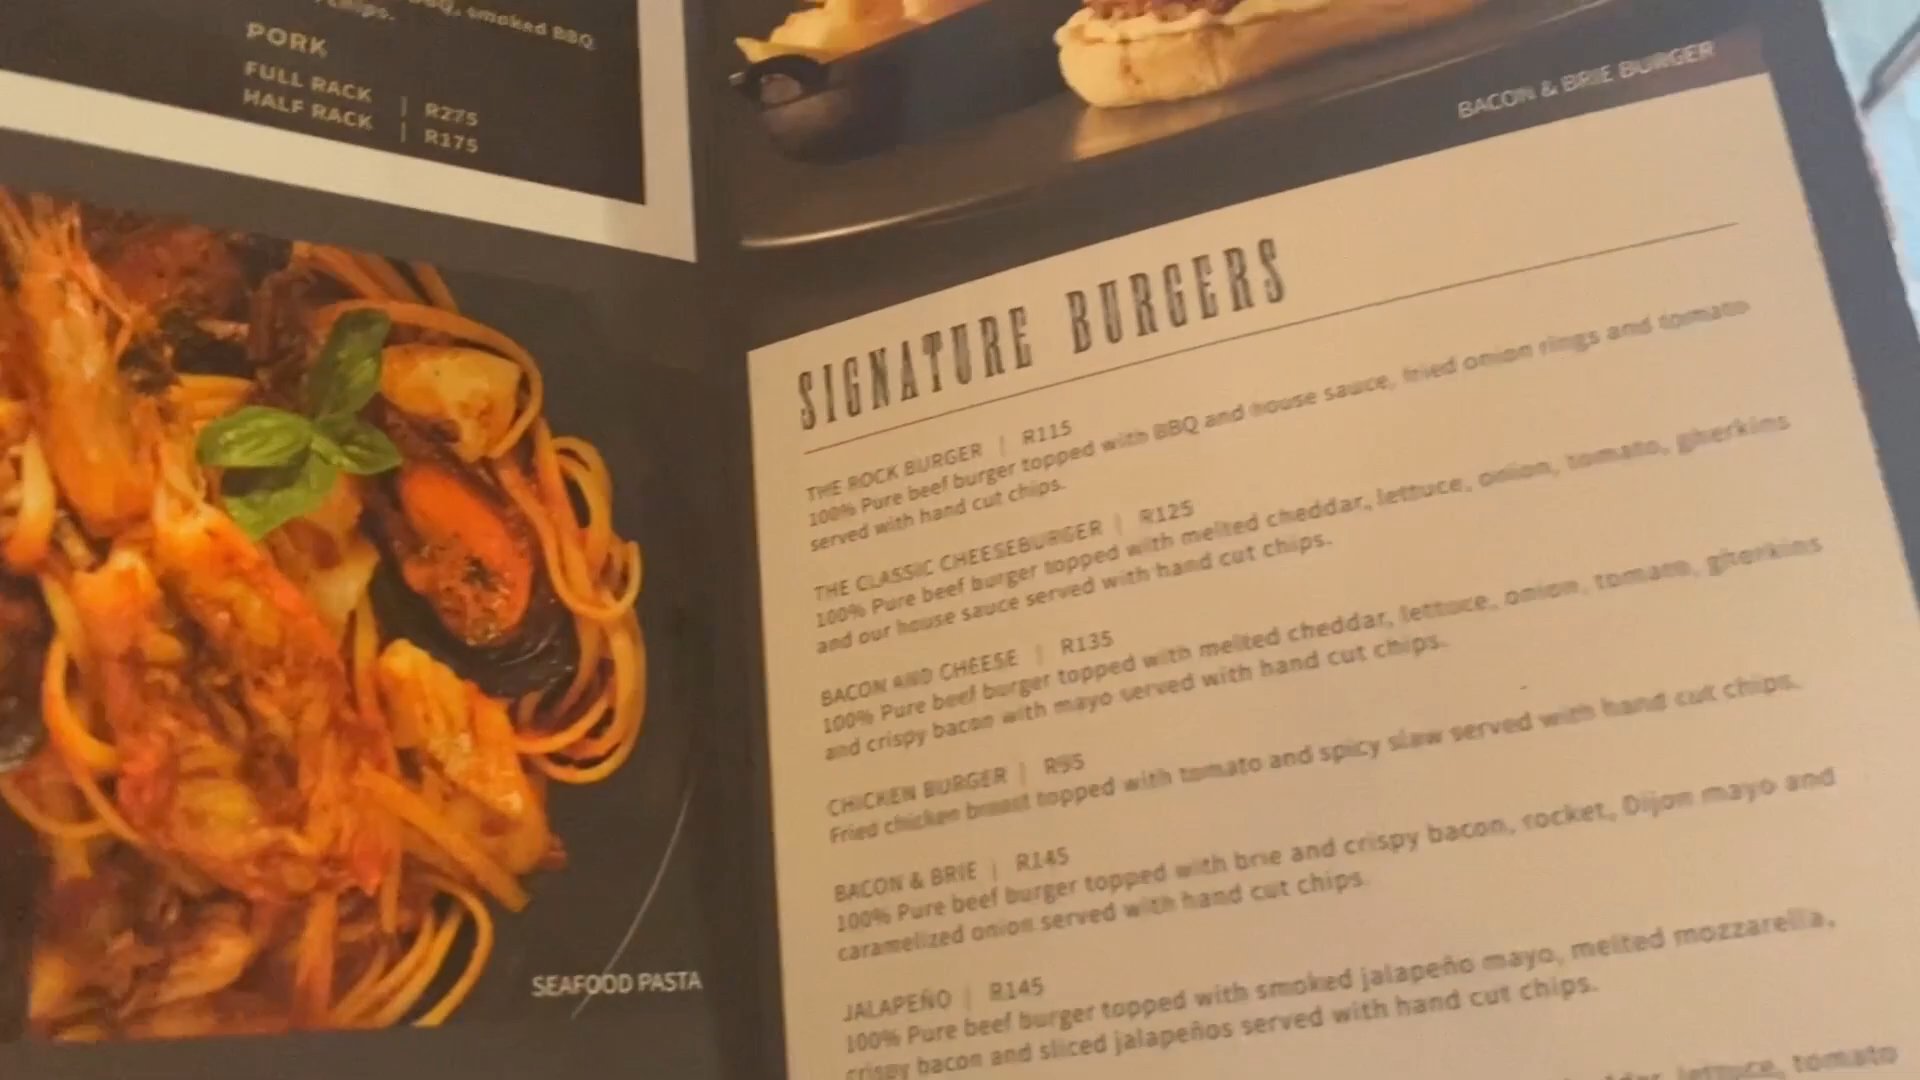 smoked BBQ
chips.
PORK
FULL RACK | R275
HALF RACK | R175
SEAFOOD PASTA
BACON & BRIE BURGER
SIGNATURE BURGERS
THE ROCK BURGER | R115
100% Pure beef burger topped with BBQ and house sauce, fried onion rings and tomato
served with hand cut chips.
THE CLASSIC CHEESEBURGER | R125
100% Pure beef burger topped with melted cheddar, lettuce, onion, tomato, gherkins
and our house sauce served with hand cut chips.
BACON AND CHEESE | R135
100% Pure beef burger topped with melted cheddar, lettuce, onion, tomato, gherkins
and crispy bacon with mayo served with hand cut chips.
CHICKEN BURGER | R95
Fried chicken breast topped with tomato and spicy slaw served with hand cut chips.
BACON & BRIE | R145
100% Pure beef burger topped with brie and crispy bacon, rocket, Dijon mayo and
caramelized onion served with hand cut chips.
JALAPEÑO | R145
100% Pure beef burger topped with smoked jalapeño mayo, melted mozzarella,
crispy bacon and sliced jalapeños served with hand cut chips.
lettuce, tomato